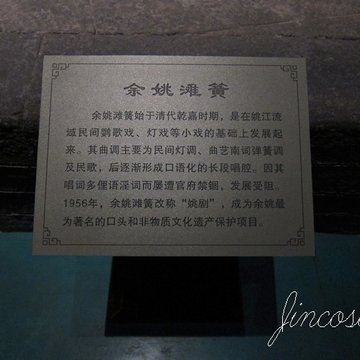 余姚滩簧
余姚滩簧始于清代乾嘉时期，是在姚江流
域民间鹦歌戏、灯戏等小戏的基础上发展起
来。其曲调主要为民间灯调、曲艺南词弹簧调
及民歌，后逐渐形成口语化的长段唱腔。因其
唱词多俚语淫词而屡遭官府禁锢，发展受阻。
1956年，余姚滩簧改称“姚剧”，成为余姚最
为著名的口头和非物质文化遗产保护项目。